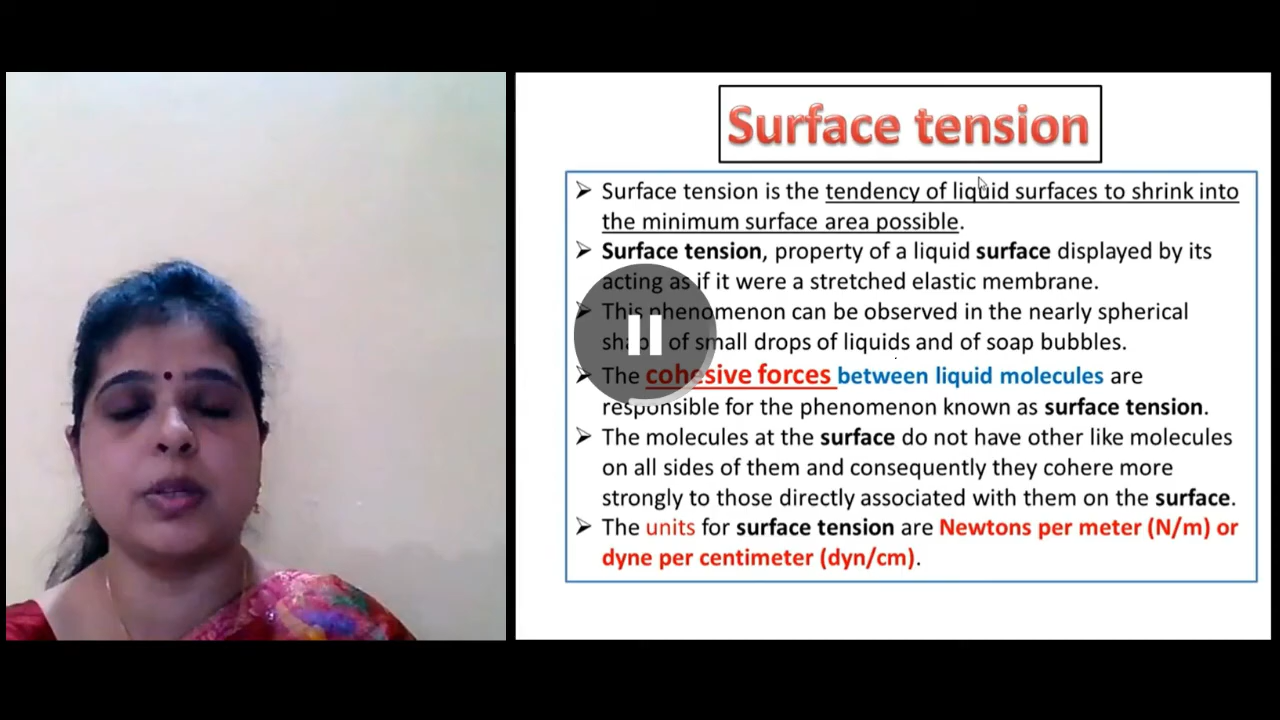 Surface tension
➢ Surface tension is the tendency of liquid surfaces to shrink into
the minimum surface area possible.
➢ Surface tension, property of a liquid surface displayed by its
acting as if it were a stretched elastic membrane.
➢ This phenomenon can be observed in the nearly spherical
shape of small drops of liquids and of soap bubbles.
➢ The cohesive forces between liquid molecules are
responsible for the phenomenon known as surface tension.
➢ The molecules at the surface do not have other like molecules
on all sides of them and consequently they cohere more
strongly to those directly associated with them on the surface.
➢ The units for surface tension are Newtons per meter (N/m) or
dyne per centimeter (dyn/cm).